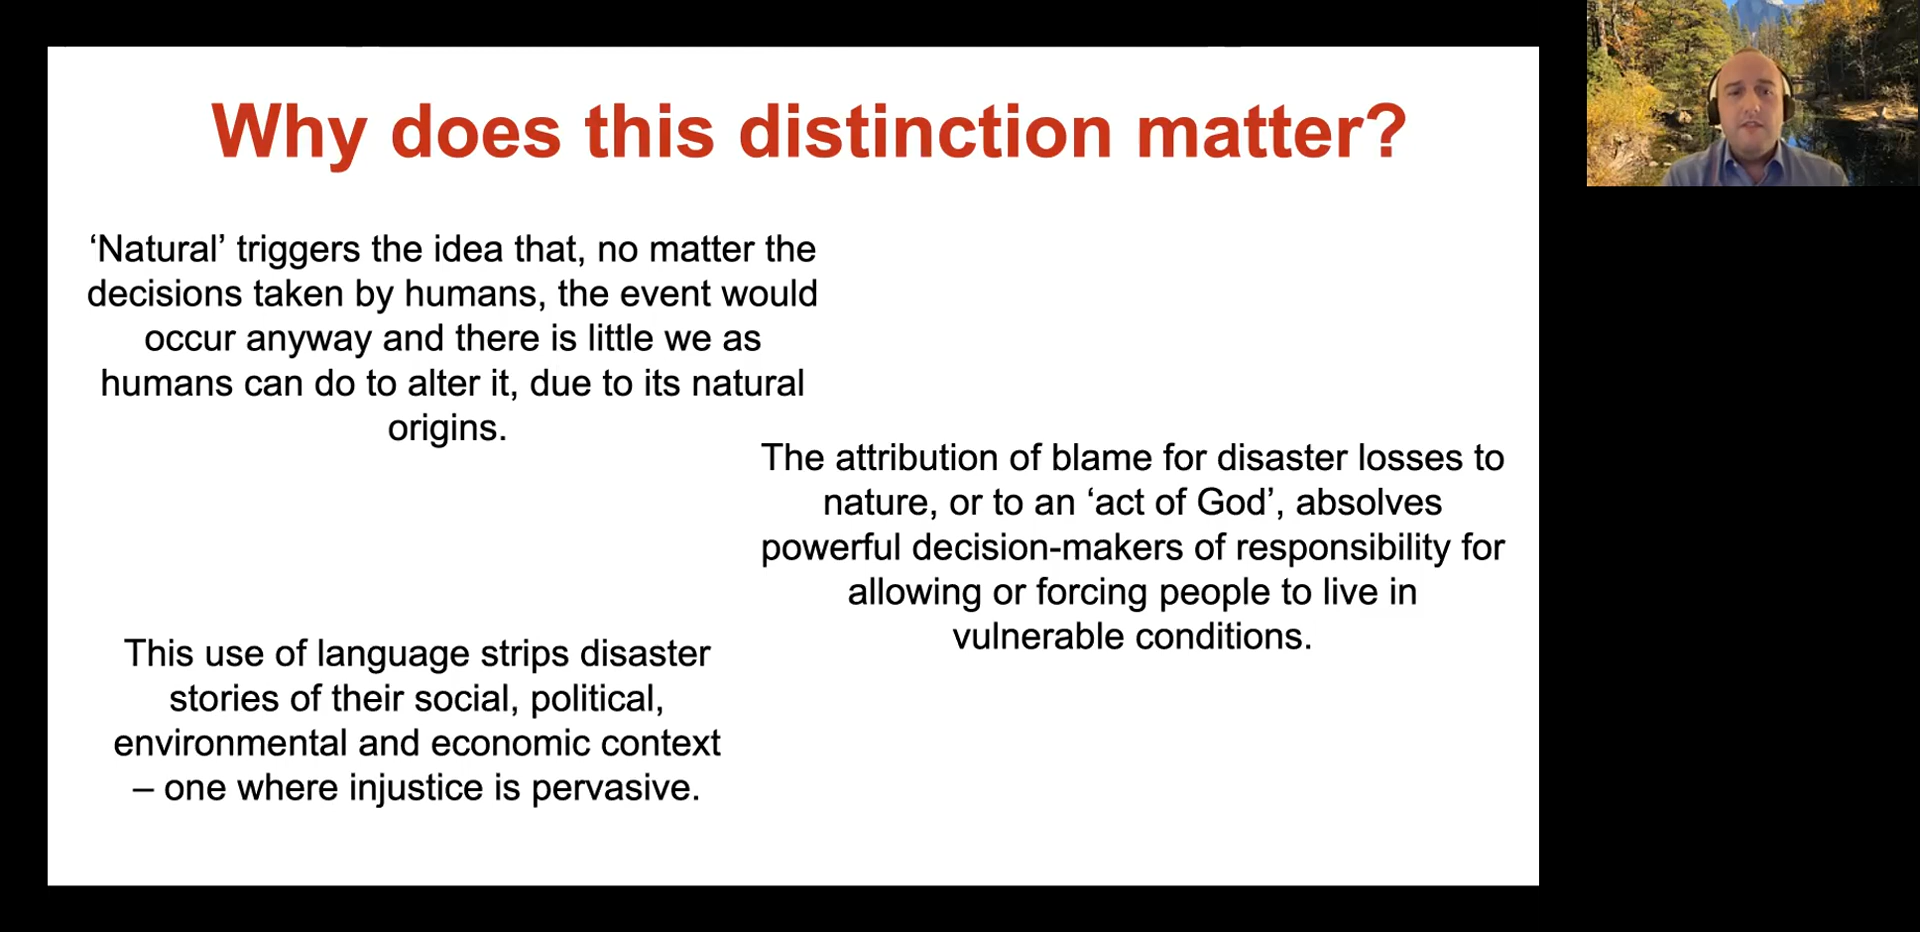 Why does this distinction matter?
‘Natural’ triggers the idea that, no matter the
decisions taken by humans, the event would
occur anyway and there is little we as
humans can do to alter it, due to its natural
origins.
The attribution of blame for disaster losses to
nature, or to an ‘act of God’, absolves
powerful decision-makers of responsibility for
allowing or forcing people to live in
vulnerable conditions.
This use of language strips disaster
stories of their social, political,
environmental and economic context
– one where injustice is pervasive.